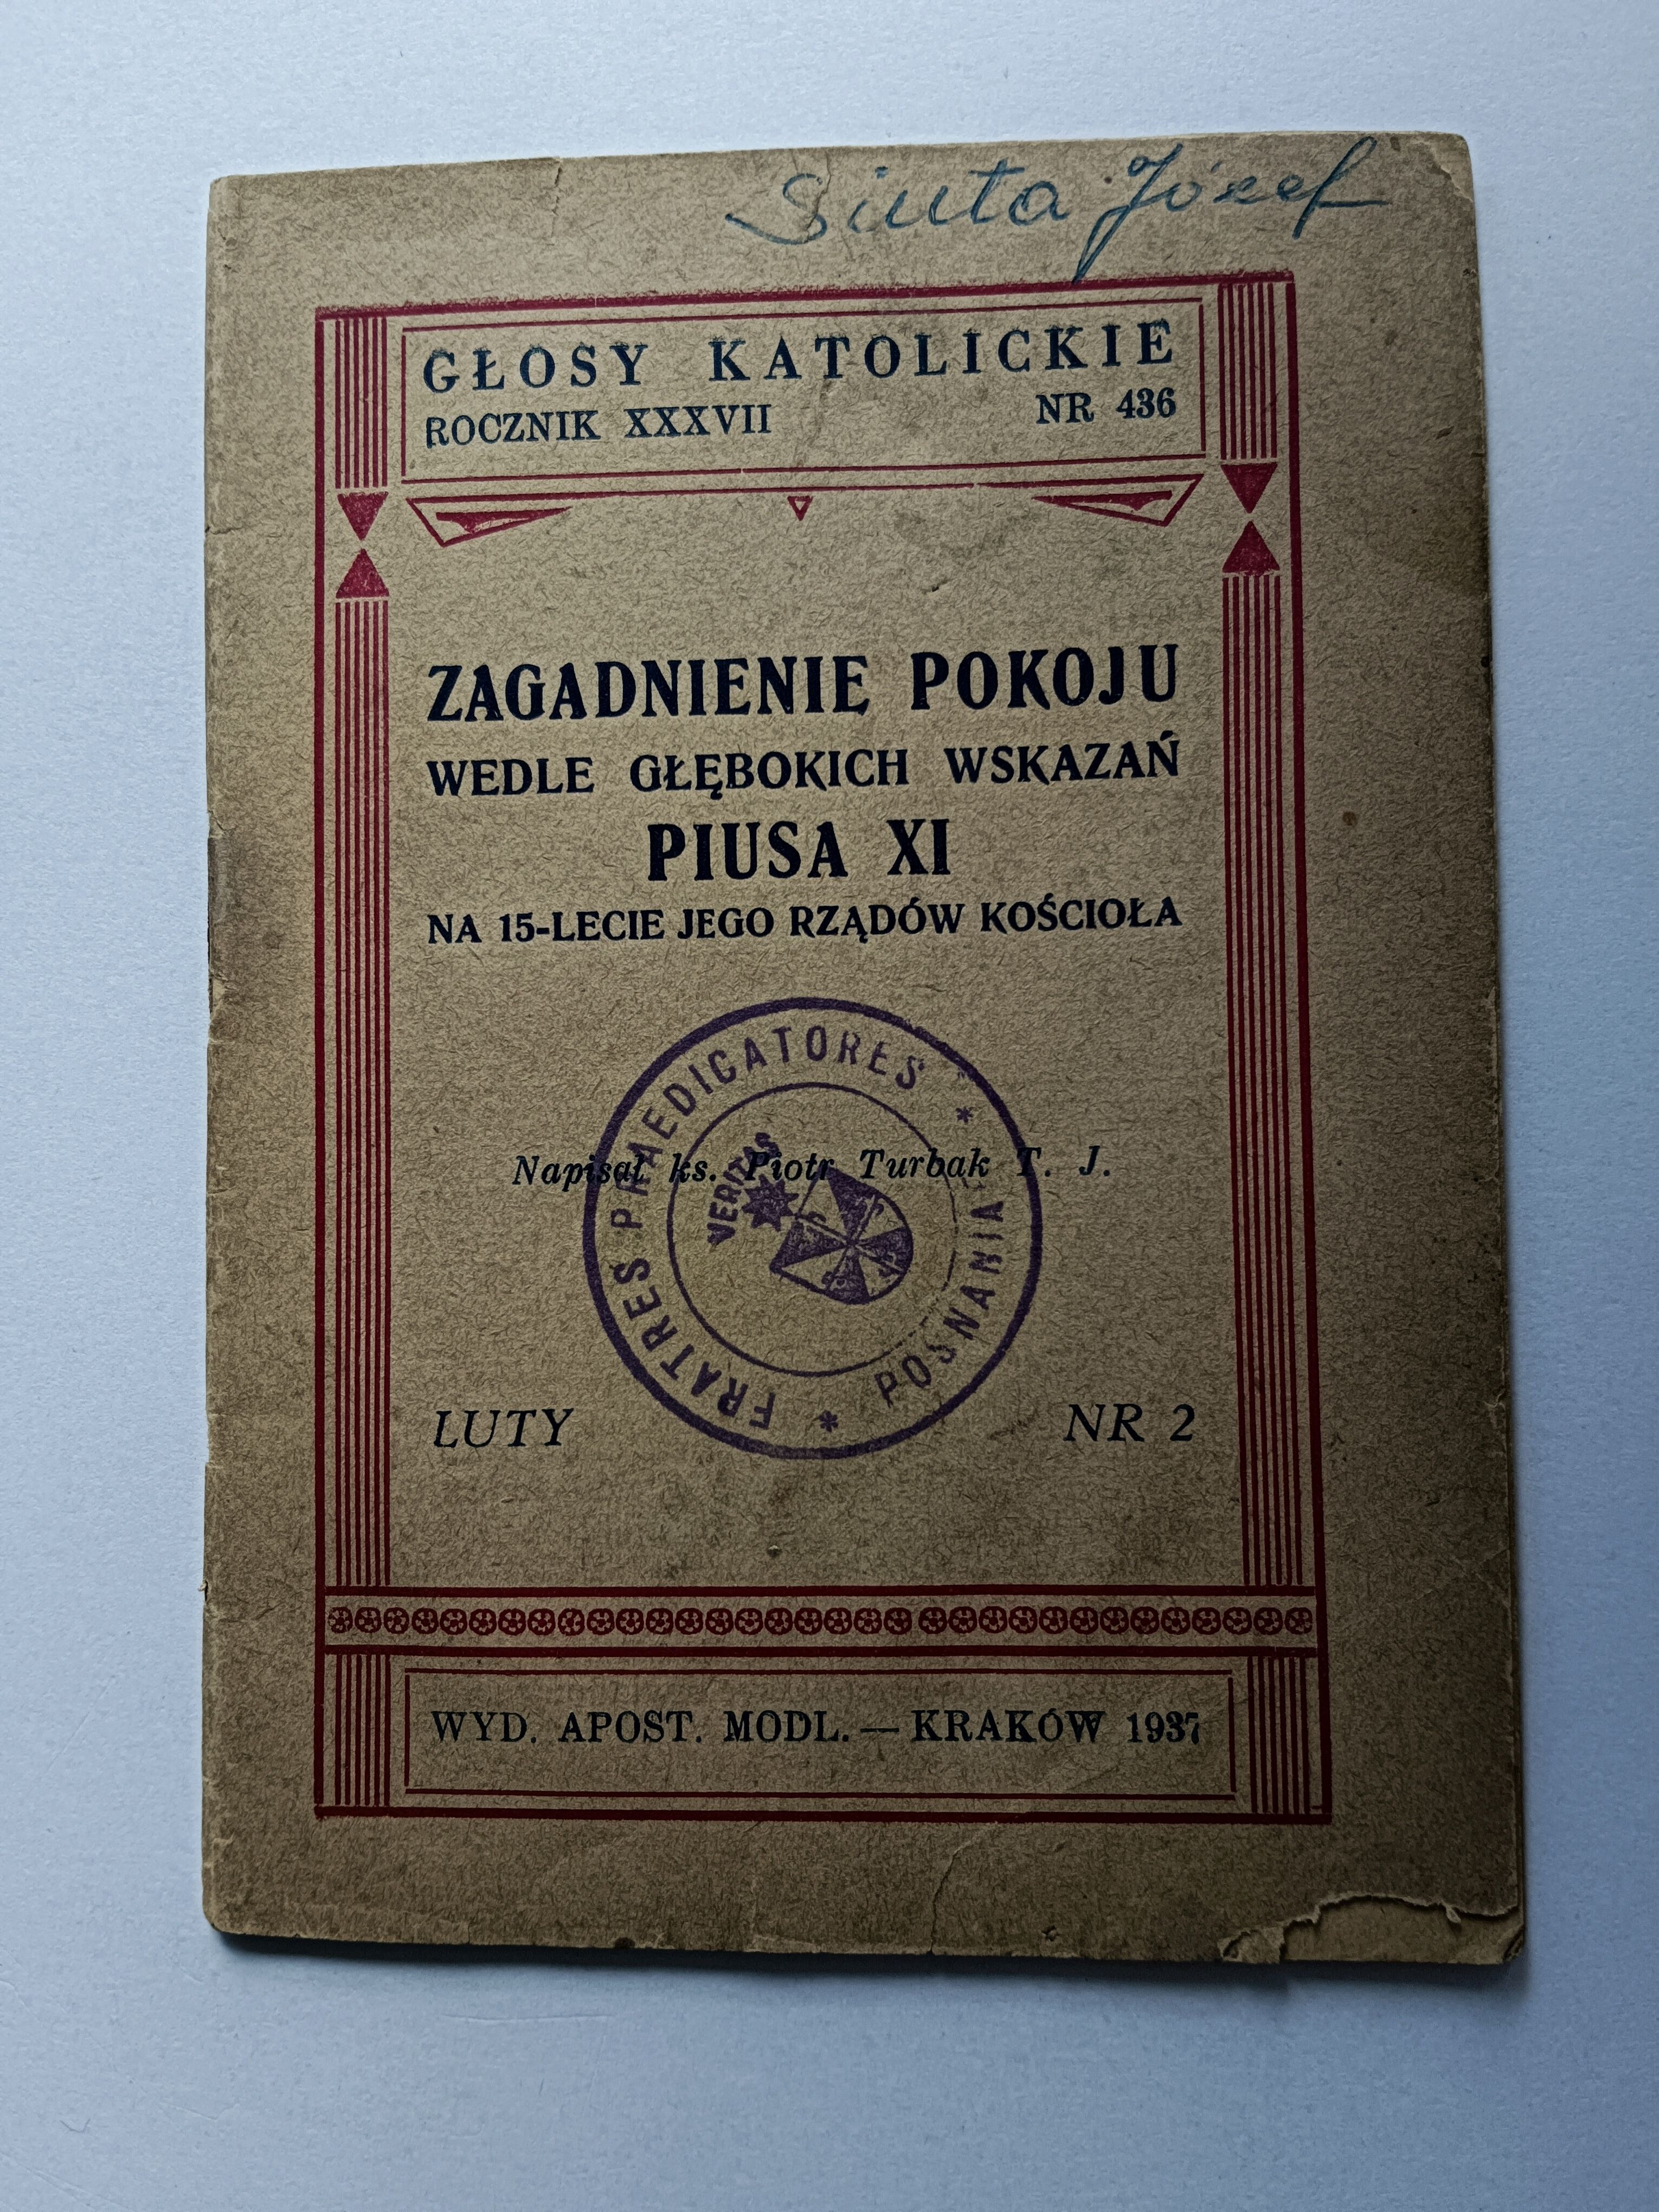 Siuta Józef
GŁOSY KATOLICKIE
ROCZNIK XXXVII NR 436
ZAGADNIENIE POKOJU
WEDLE GŁĘBOKICH WSKAZAŃ
PIUSA XI
NA 15-LECIE JEGO RZĄDÓW KOŚCIOŁA
Napisał ks. Piotr Turbak T. J.
FRATRES PRAEDICATORES * POSNANIA *
VERITAS
LUTY NR 2
WYD. APOST. MODL. — KRAKÓW 1937